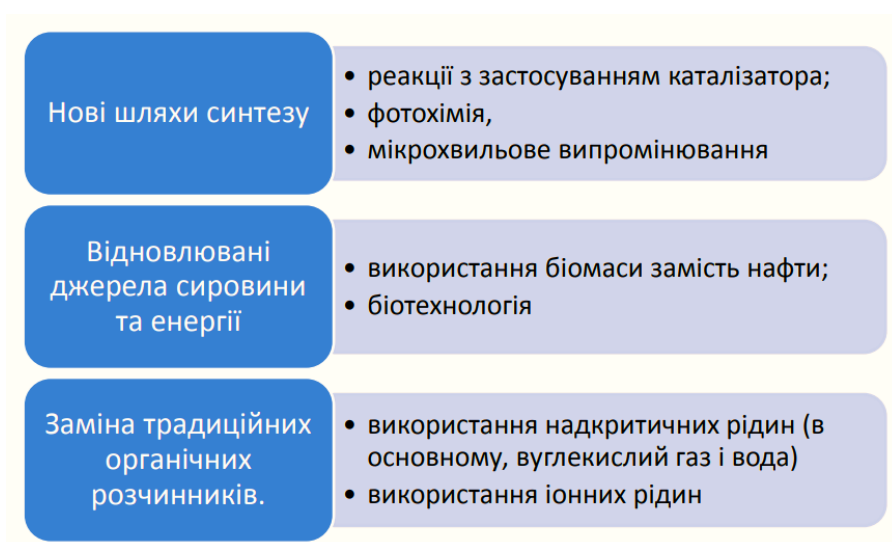 Нові шляхи синтезу
• реакції з застосуванням каталізатора;
• фотохімія,
• мікрохвильове випромінювання
Відновлювані
джерела сировини
та енергії
• використання біомаси замість нафти;
• біотехнологія
Заміна традиційних
органічних
розчинників.
• використання надкритичних рідин (в
основному, вуглекислий газ і вода)
• використання іонних рідин